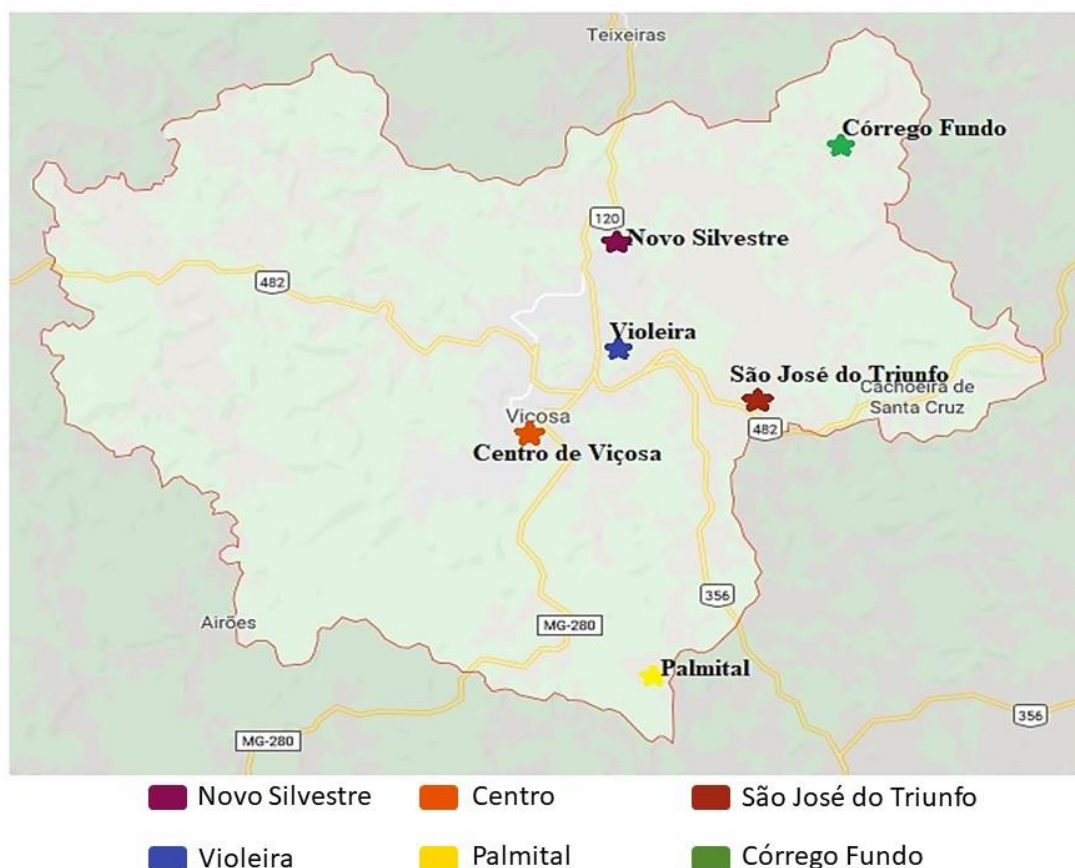 Teixeiras
Córrego Fundo
120
Novo Silvestre
482
Violeira
São José do Triunfo
Cachoeira de
Santa Cruz
Viçosa
482
Centro de Viçosa
356
Airões
MG-280
Palmital
356
MG-280
Novo Silvestre
Centro
São José do Triunfo
Violeira
Palmital
Córrego Fundo